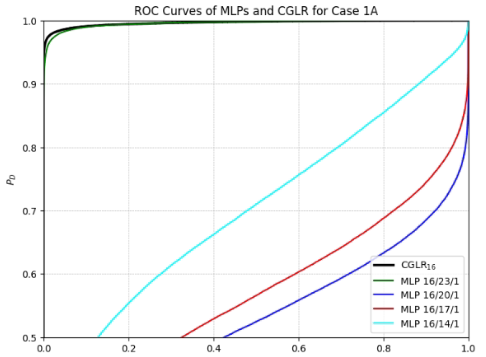 ROC Curves of MLPs and CGLR for Case 1A
1.0
0.9
0.8
0.7
0.6
0.5
P_D
0.0 0.2 0.4 0.6 0.8 1.0
CGLR₁₆
MLP 16/23/1
MLP 16/20/1
MLP 16/17/1
MLP 16/14/1